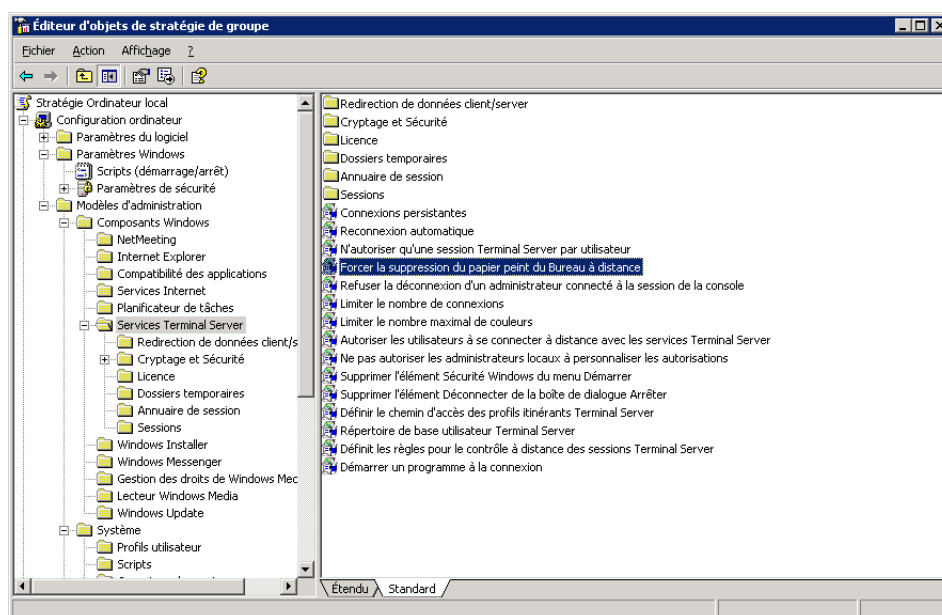 Éditeur d'objets de stratégie de groupe
Fichier Action Affichage ?
Stratégie Ordinateur local
Configuration ordinateur
Paramètres du logiciel
Paramètres Windows
Scripts (démarrage/arrêt)
Paramètres de sécurité
Modèles d'administration
Composants Windows
NetMeeting
Internet Explorer
Compatibilité des applications
Services Internet
Planificateur de tâches
Services Terminal Server
Redirection de données client/s
Cryptage et Sécurité
Licence
Dossiers temporaires
Annuaire de session
Sessions
Windows Installer
Windows Messenger
Gestion des droits de Windows Mec
Lecteur Windows Media
Windows Update
Système
Profils utilisateur
Scripts
Redirection de données client/server
Cryptage et Sécurité
Licence
Dossiers temporaires
Annuaire de session
Sessions
Connexions persistantes
Reconnexion automatique
N'autoriser qu'une session Terminal Server par utilisateur
Forcer la suppression du papier peint du Bureau à distance
Refuser la déconnexion d'un administrateur connecté à la session de la console
Limiter le nombre de connexions
Limiter le nombre maximal de couleurs
Autoriser les utilisateurs à se connecter à distance avec les services Terminal Server
Ne pas autoriser les administrateurs locaux à personnaliser les autorisations
Supprimer l'élément Sécurité Windows du menu Démarrer
Supprimer l'élément Déconnecter de la boîte de dialogue Arrêter
Définir le chemin d'accès des profils itinérants Terminal Server
Répertoire de base utilisateur Terminal Server
Définit les règles pour le contrôle à distance des sessions Terminal Server
Démarrer un programme à la connexion
Étendu Standard